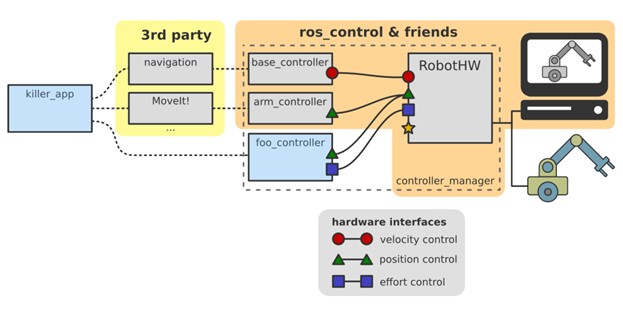 3rd party
ros_control & friends
navigation
base_controller
RobotHW
killer_app
MoveIt!
arm_controller
...
foo_controller
controller_manager
hardware interfaces
velocity control
position control
effort control